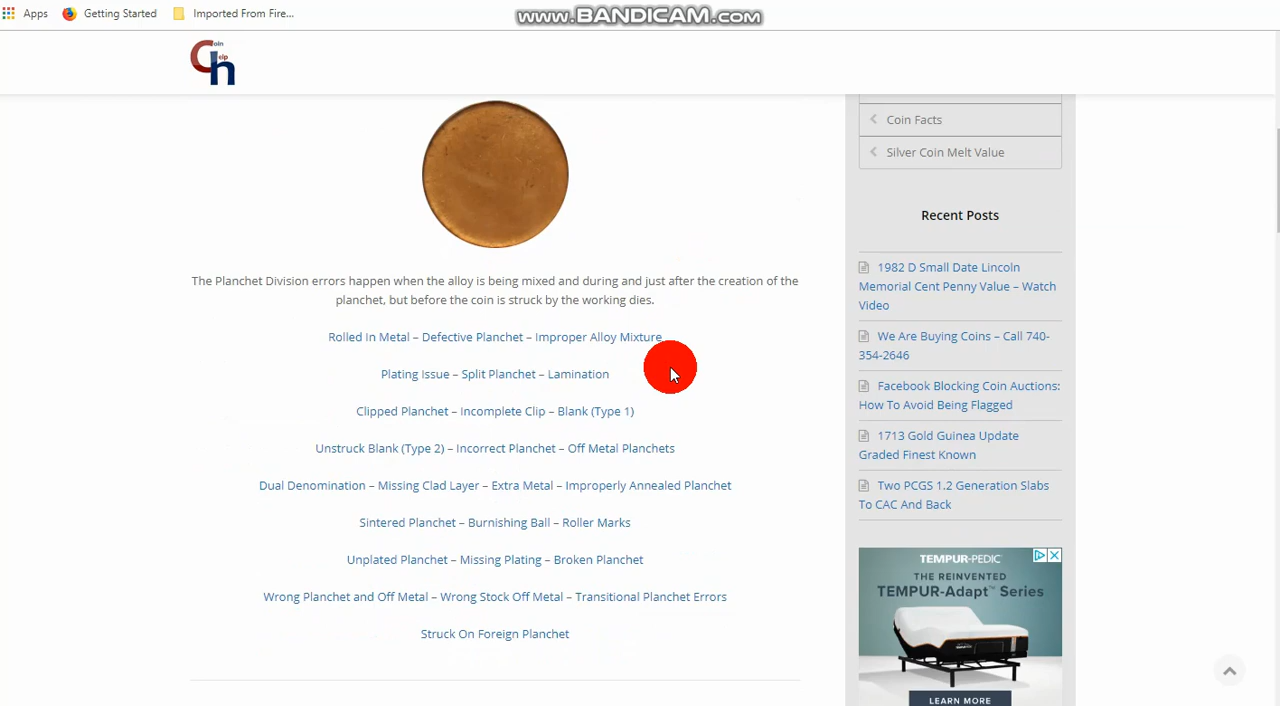 Apps Getting Started Imported From Fire...
www.BANDICAM.com
Coin
Help
Coin Facts
Silver Coin Melt Value
Recent Posts
1982 D Small Date Lincoln
Memorial Cent Penny Value – Watch
Video
We Are Buying Coins – Call 740-
354-2646
Facebook Blocking Coin Auctions:
How To Avoid Being Flagged
1713 Gold Guinea Update
Graded Finest Known
Two PCGS 1.2 Generation Slabs
To CAC And Back
The Planchet Division errors happen when the alloy is being mixed and during and just after the creation of the
planchet, but before the coin is struck by the working dies.
Rolled In Metal – Defective Planchet – Improper Alloy Mixture
Plating Issue – Split Planchet – Lamination
Clipped Planchet – Incomplete Clip – Blank (Type 1)
Unstruck Blank (Type 2) – Incorrect Planchet – Off Metal Planchets
Dual Denomination – Missing Clad Layer – Extra Metal – Improperly Annealed Planchet
Sintered Planchet – Burnishing Ball – Roller Marks
Unplated Planchet – Missing Plating – Broken Planchet
Wrong Planchet and Off Metal – Wrong Stock Off Metal – Transitional Planchet Errors
Struck On Foreign Planchet
TEMPUR-PEDIC
THE REINVENTED
TEMPUR-Adapt™ Series
LEARN MORE